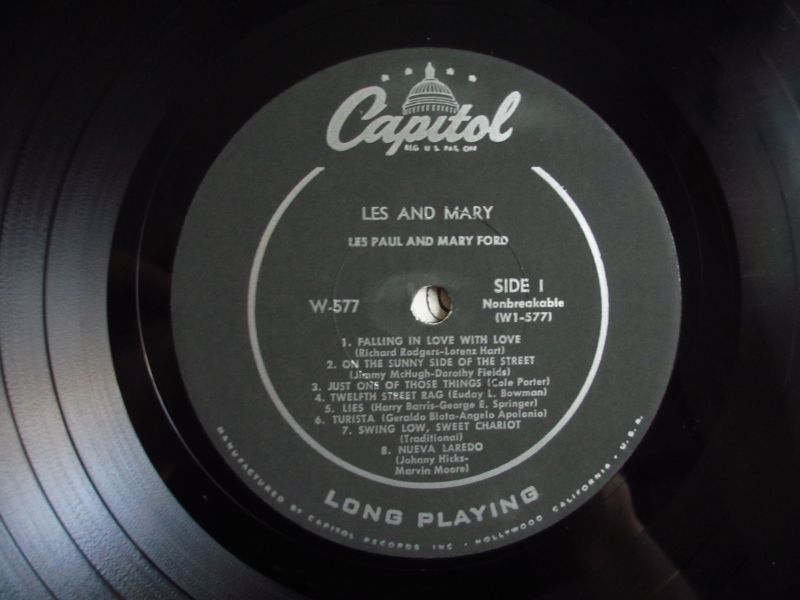 Capitol
REG. U.S. PAT. OFF.
LES AND MARY
LES PAUL AND MARY FORD
W-577
SIDE 1
Nonbreakable
(W1-577)
1. FALLING IN LOVE WITH LOVE
(Richard Rodgers-Lorenz Hart)
2. ON THE SUNNY SIDE OF THE STREET
(Jimmy McHugh-Dorothy Fields)
3. JUST ONE OF THOSE THINGS (Cole Porter)
4. TWELFTH STREET RAG (Euday L. Bowman)
5. LIES (Harry Barris-George E. Springer)
6. TURISTA (Geraldo Blota-Angelo Apolonio)
7. SWING LOW, SWEET CHARIOT
(Traditional)
8. NUEVA LAREDO
(Johnny Hicks-
Marvin Moore)
LONG PLAYING
MANUFACTURED BY CAPITOL RECORDS INC • HOLLYWOOD CALIFORNIA • U.S.A.